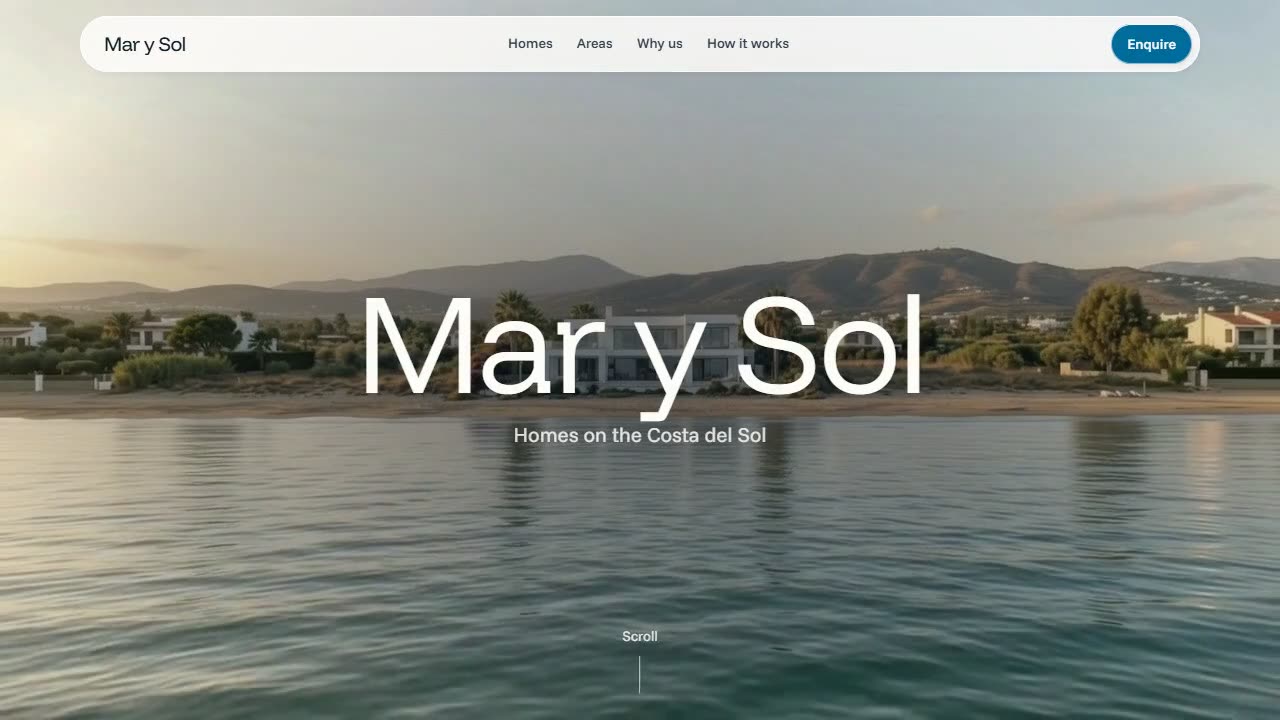 Mar y Sol
Homes
Areas
Why us
How it works
Enquire
Mar y Sol
Homes on the Costa del Sol
Scroll